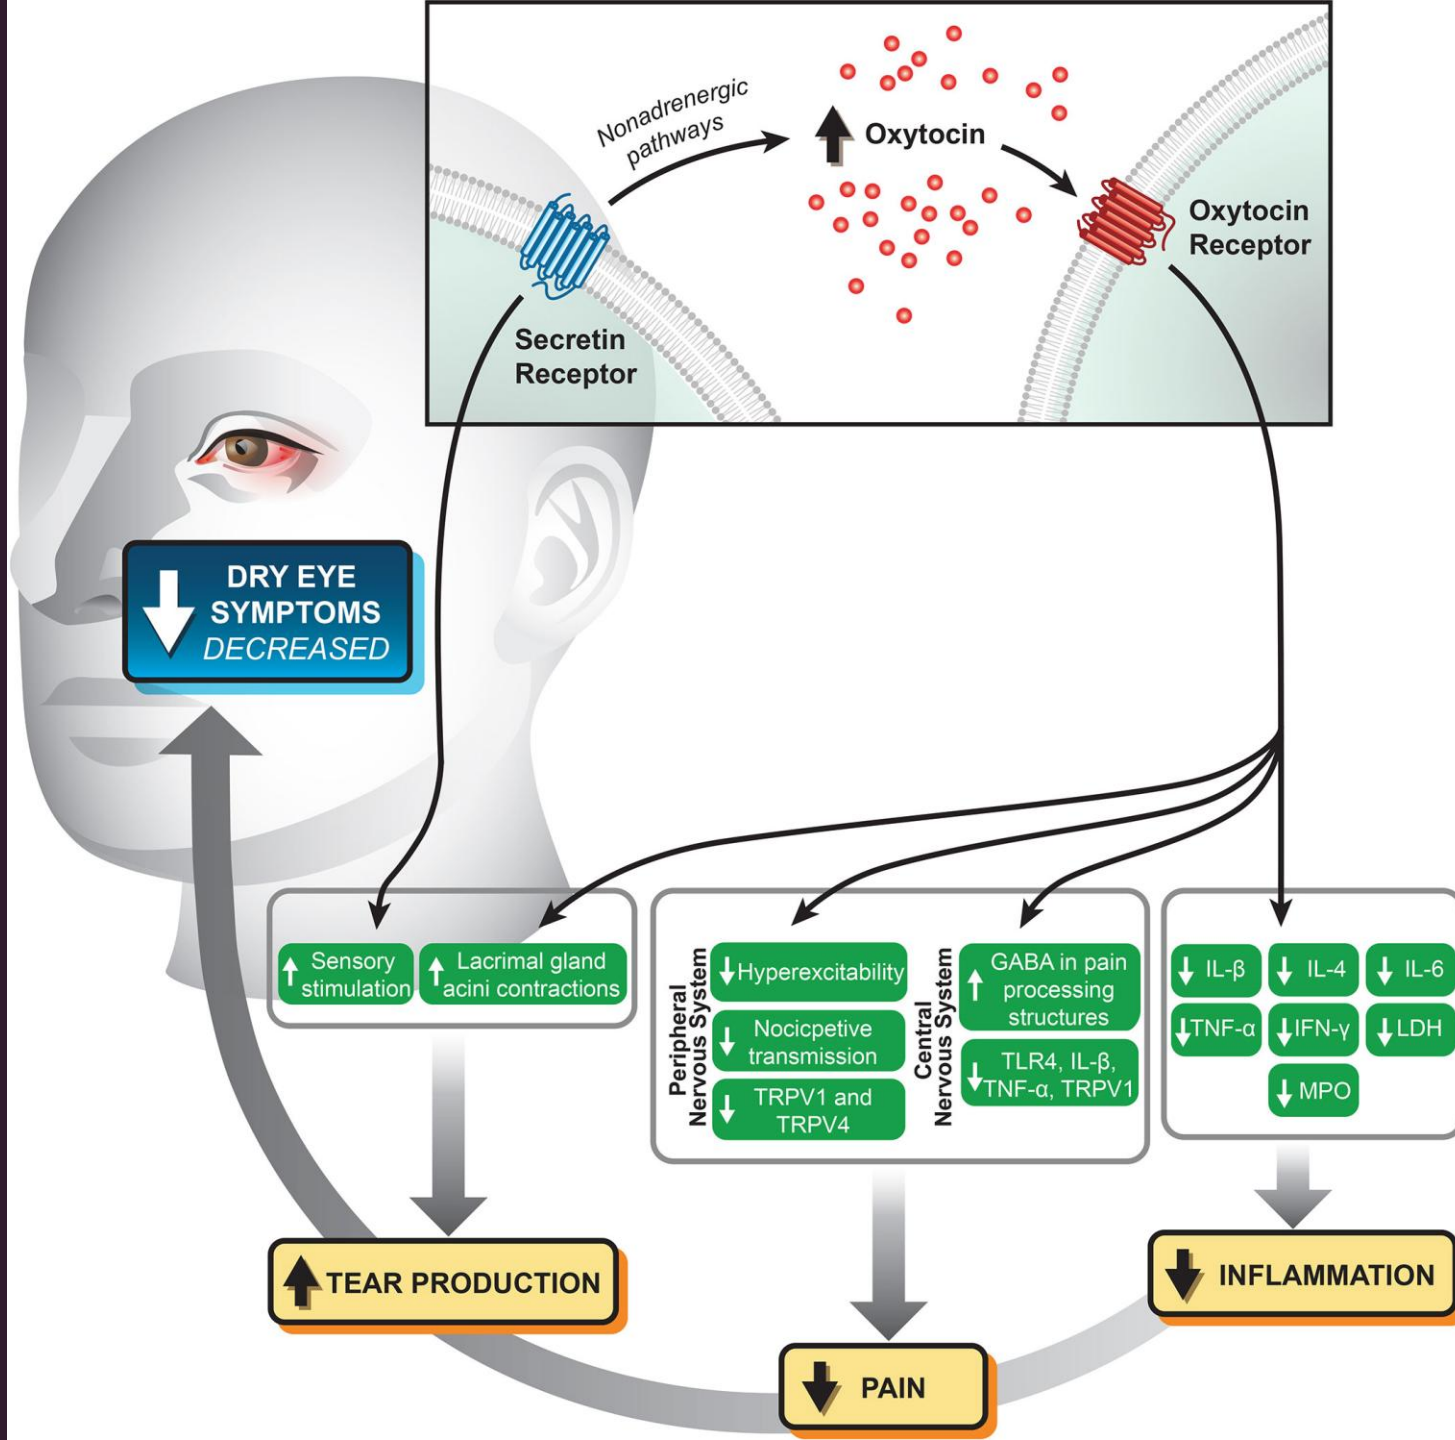 Nonadrenergic
pathways
Oxytocin
Oxytocin
Receptor
Secretin
Receptor
DRY EYE
SYMPTOMS
DECREASED
Sensory
stimulation
Lacrimal gland
acini contractions
Peripheral
Nervous System
Hyperexcitability
Nocicpetive
transmission
TRPV1 and
TRPV4
Central
Nervous System
GABA in pain
processing
structures
TLR4, IL-β,
TNF-α, TRPV1
IL-β
IL-4
IL-6
TNF-α
IFN-γ
LDH
MPO
TEAR PRODUCTION
PAIN
INFLAMMATION